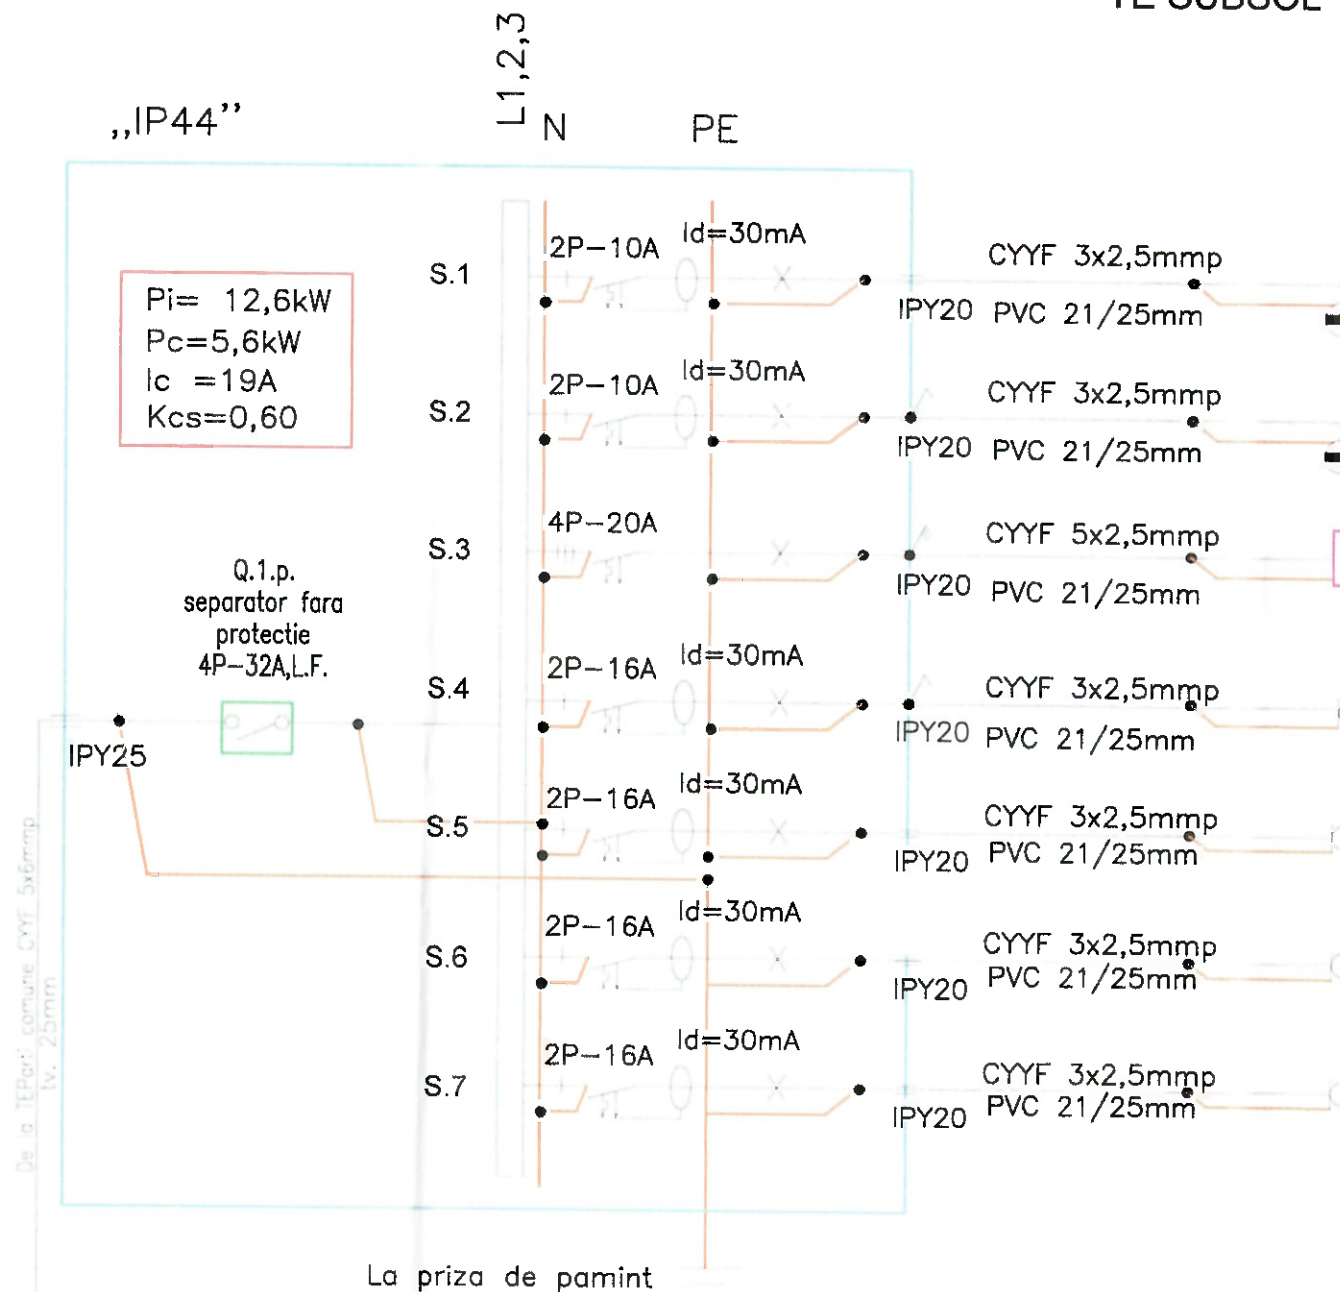 TE SUBSOL
L1,2,3
„IP44”
N
PE
Pi= 12,6kW
Pc=5,6kW
Ic =19A
Kcs=0,60
S.1
2P-10A
Id=30mA
CYYF 3x2,5mmp
IPY20
PVC 21/25mm
S.2
2P-10A
Id=30mA
CYYF 3x2,5mmp
IPY20
PVC 21/25mm
S.3
4P-20A
CYYF 5x2,5mmp
IPY20
PVC 21/25mm
Q.1.p.
separator fara
protectie
4P-32A,L.F.
IPY25
S.4
2P-16A
Id=30mA
CYYF 3x2,5mmp
IPY20
PVC 21/25mm
S.5
2P-16A
Id=30mA
CYYF 3x2,5mmp
IPY20
PVC 21/25mm
S.6
2P-16A
Id=30mA
CYYF 3x2,5mmp
IPY20
PVC 21/25mm
S.7
2P-16A
Id=30mA
CYYF 3x2,5mmp
IPY20
PVC 21/25mm
De la TEParti comune CYYF 5x6mmp
tv. 25mm
La priza de pamint